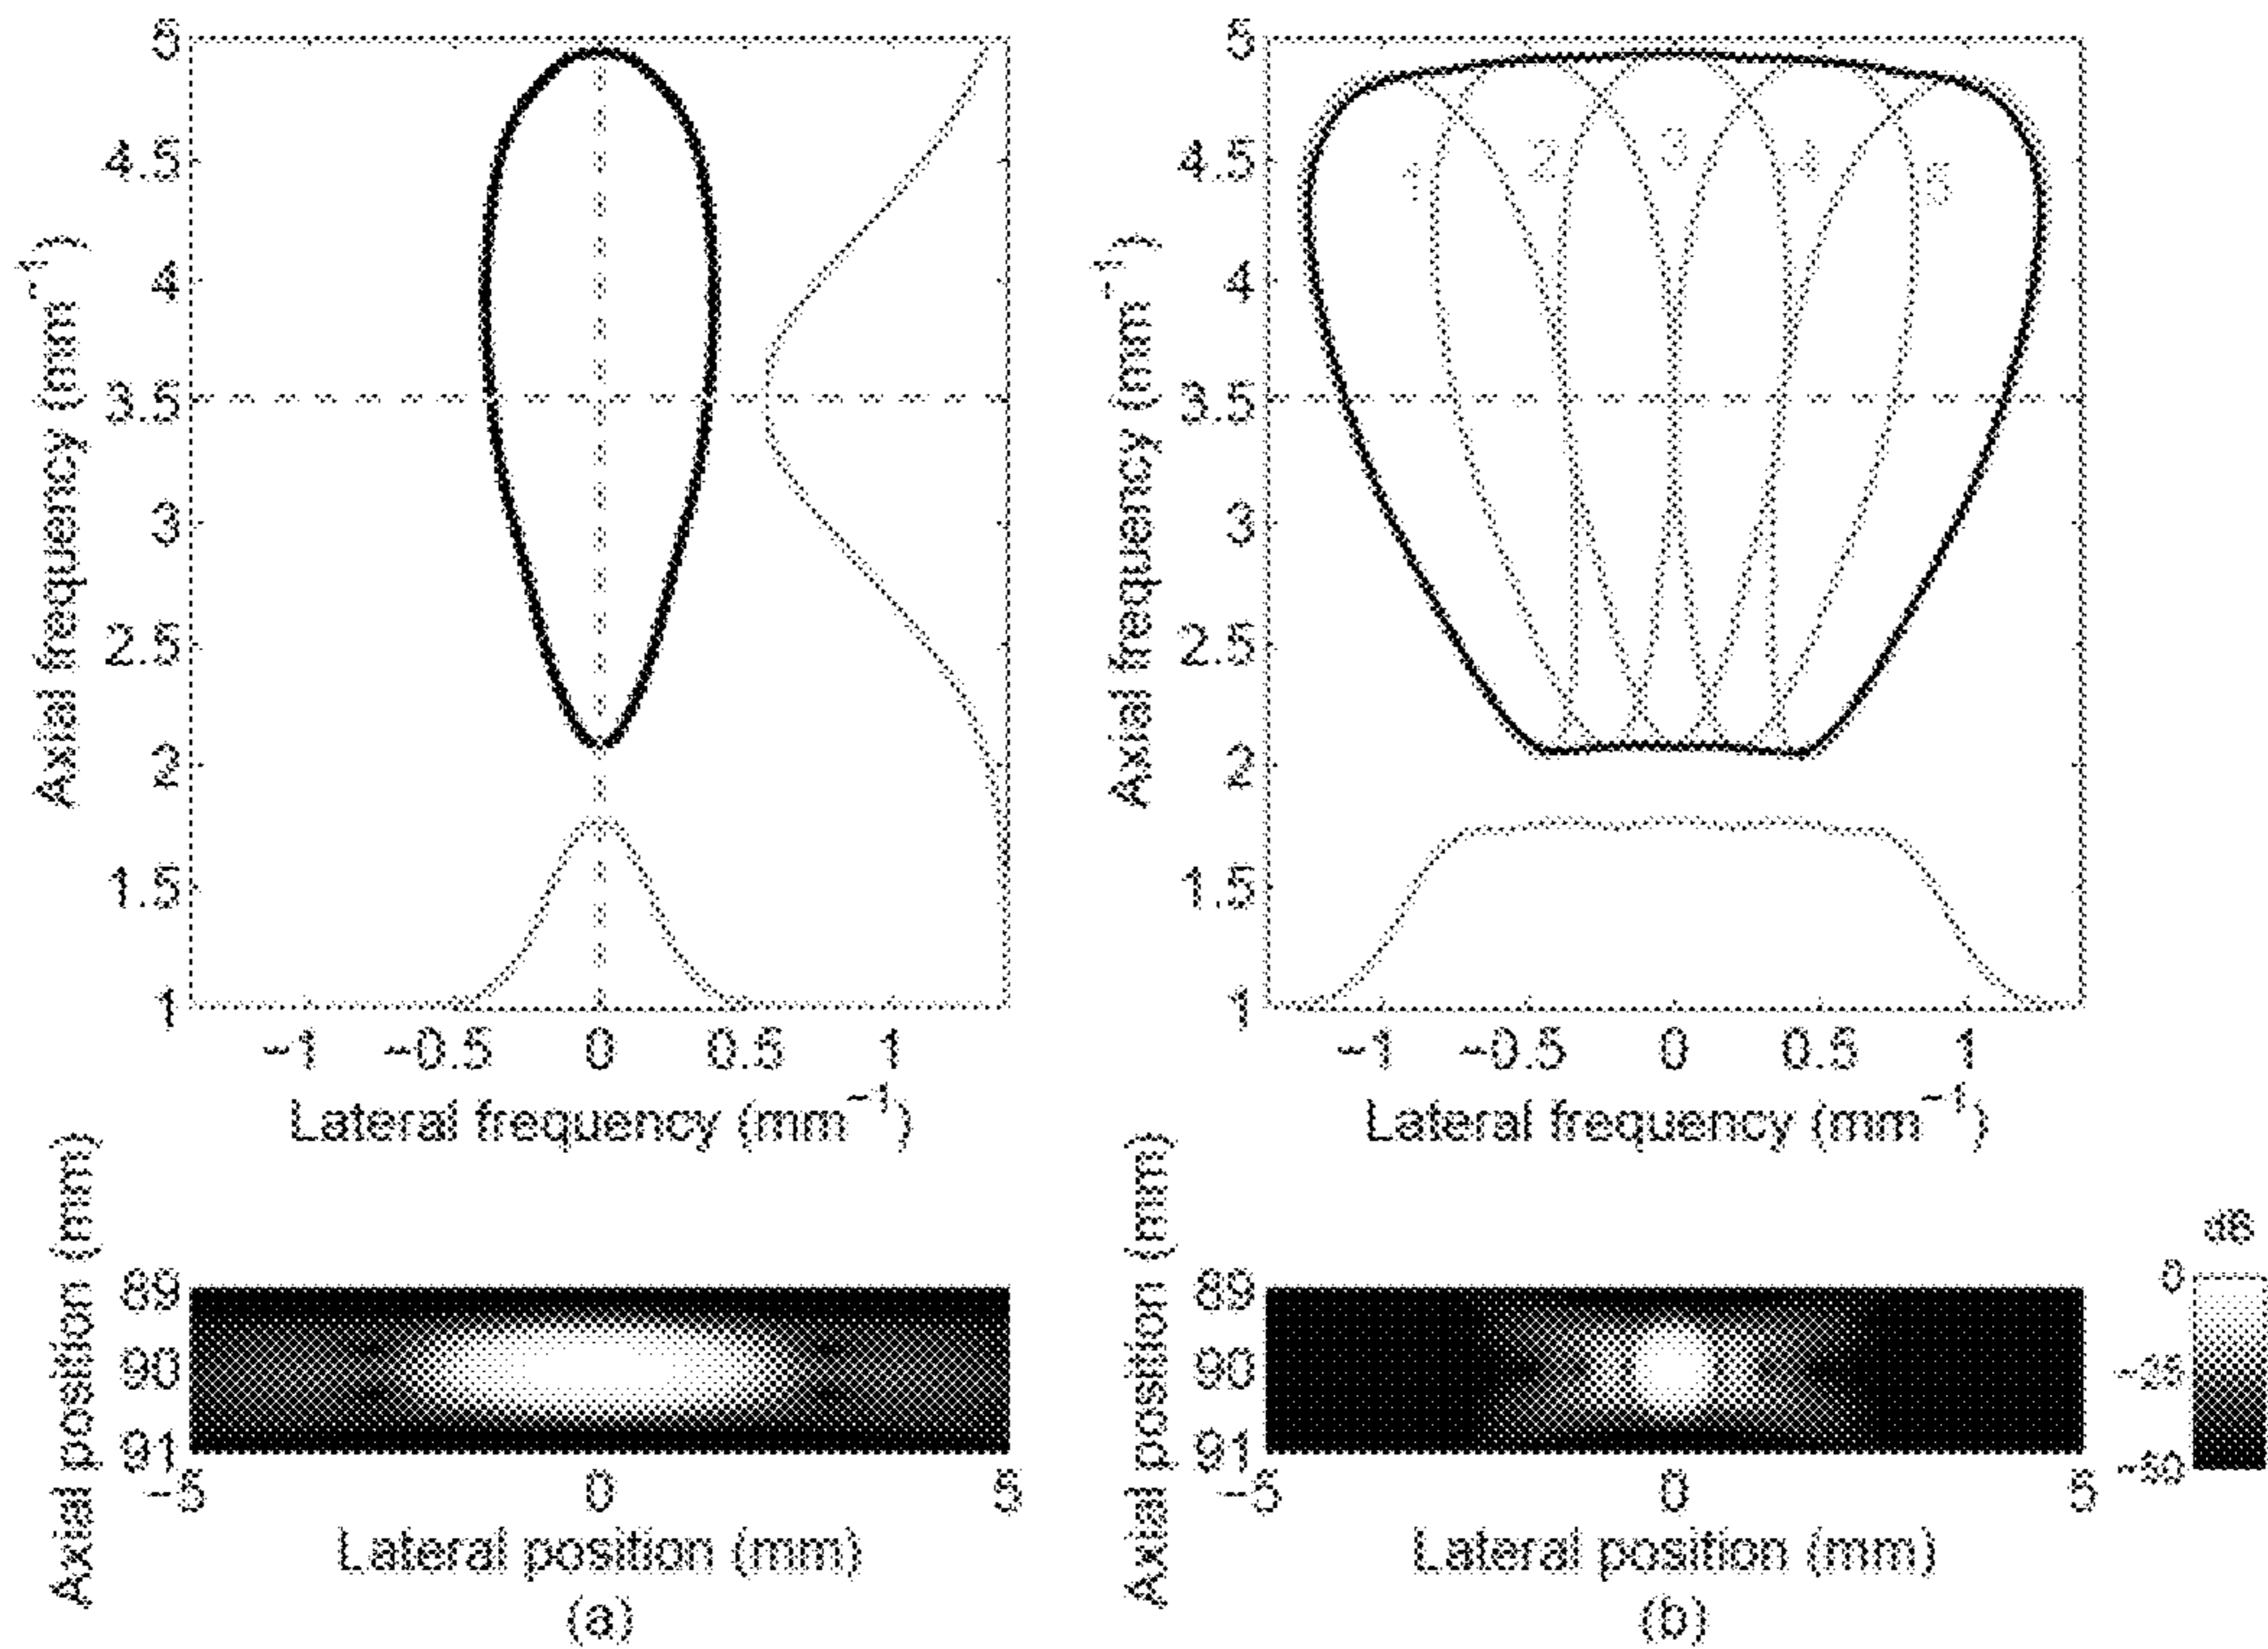 5
4.5
4
3.5
3
2.5
2
1.5
1
Axial frequency (mm⁻¹)
−1 −0.5 0 0.5 1
Lateral frequency (mm⁻¹)
5
4.5
4
3.5
3
2.5
2
1.5
1
Axial frequency (mm⁻¹)
1 2 3 4 5
−1 −0.5 0 0.5 1
Lateral frequency (mm⁻¹)
89
90
91
Axial position (mm)
−5 0 5
Lateral position (mm)
(a)
89
90
91
Axial position (mm)
−5 0 5
Lateral position (mm)
(b)
dB
0
−25
−50